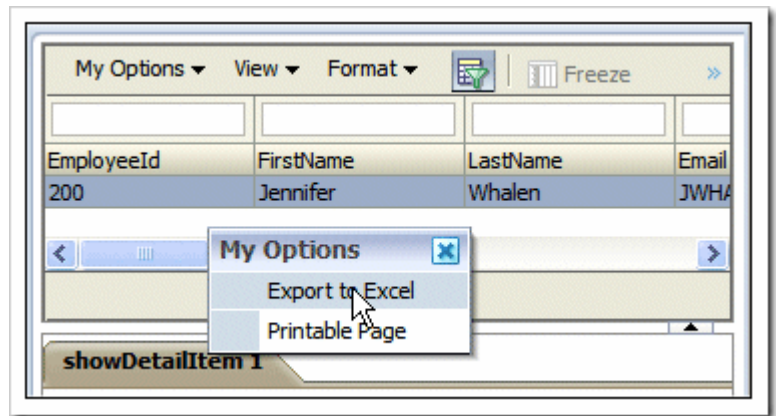 My Options View Format Freeze »
EmployeeId FirstName LastName Email
200 Jennifer Whalen JWHA
My Options
Export to Excel
Printable Page
showDetailItem 1